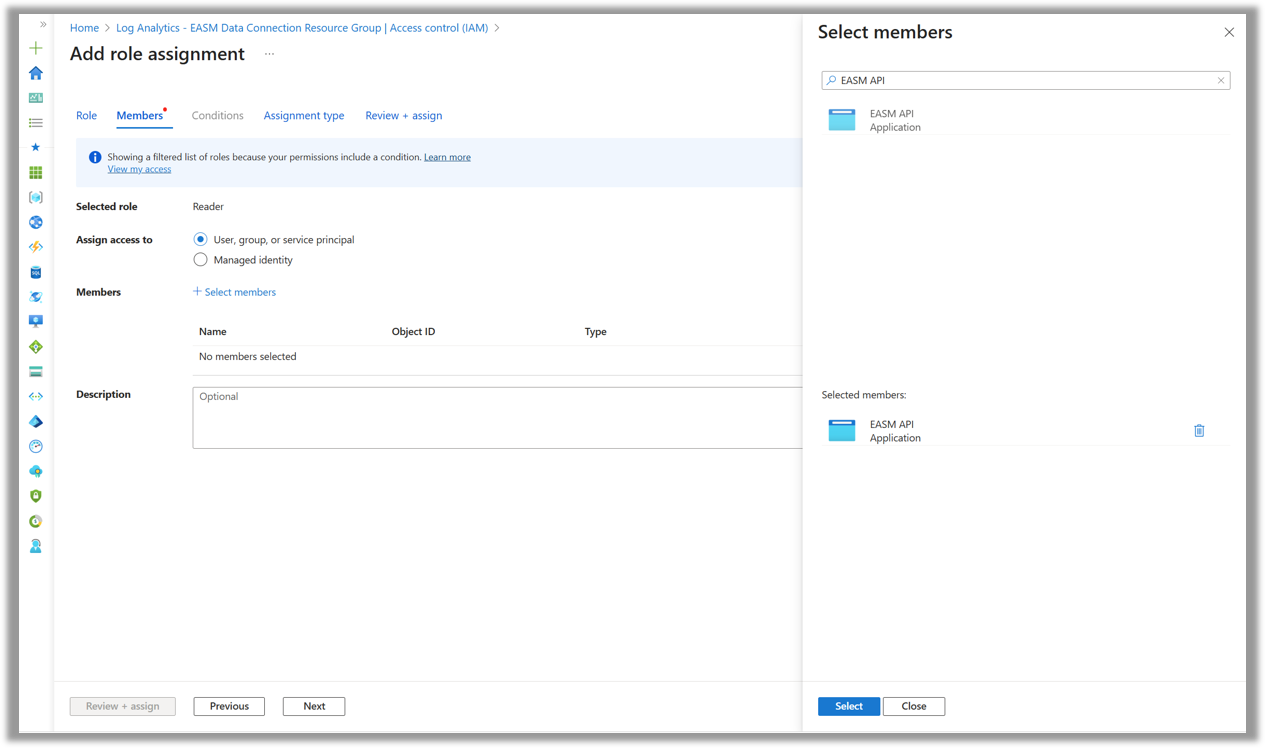 Home > Log Analytics - EASM Data Connection Resource Group | Access control (IAM) >
Add role assignment ...
Role Members Conditions Assignment type Review + assign
Showing a filtered list of roles because your permissions include a condition. Learn more
View my access
Selected role Reader
Assign access to User, group, or service principal
Managed identity
Members + Select members
Name Object ID Type
No members selected
Description Optional
Review + assign Previous Next
Select members
EASM API
EASM API
Application
Selected members:
EASM API
Application
Select Close